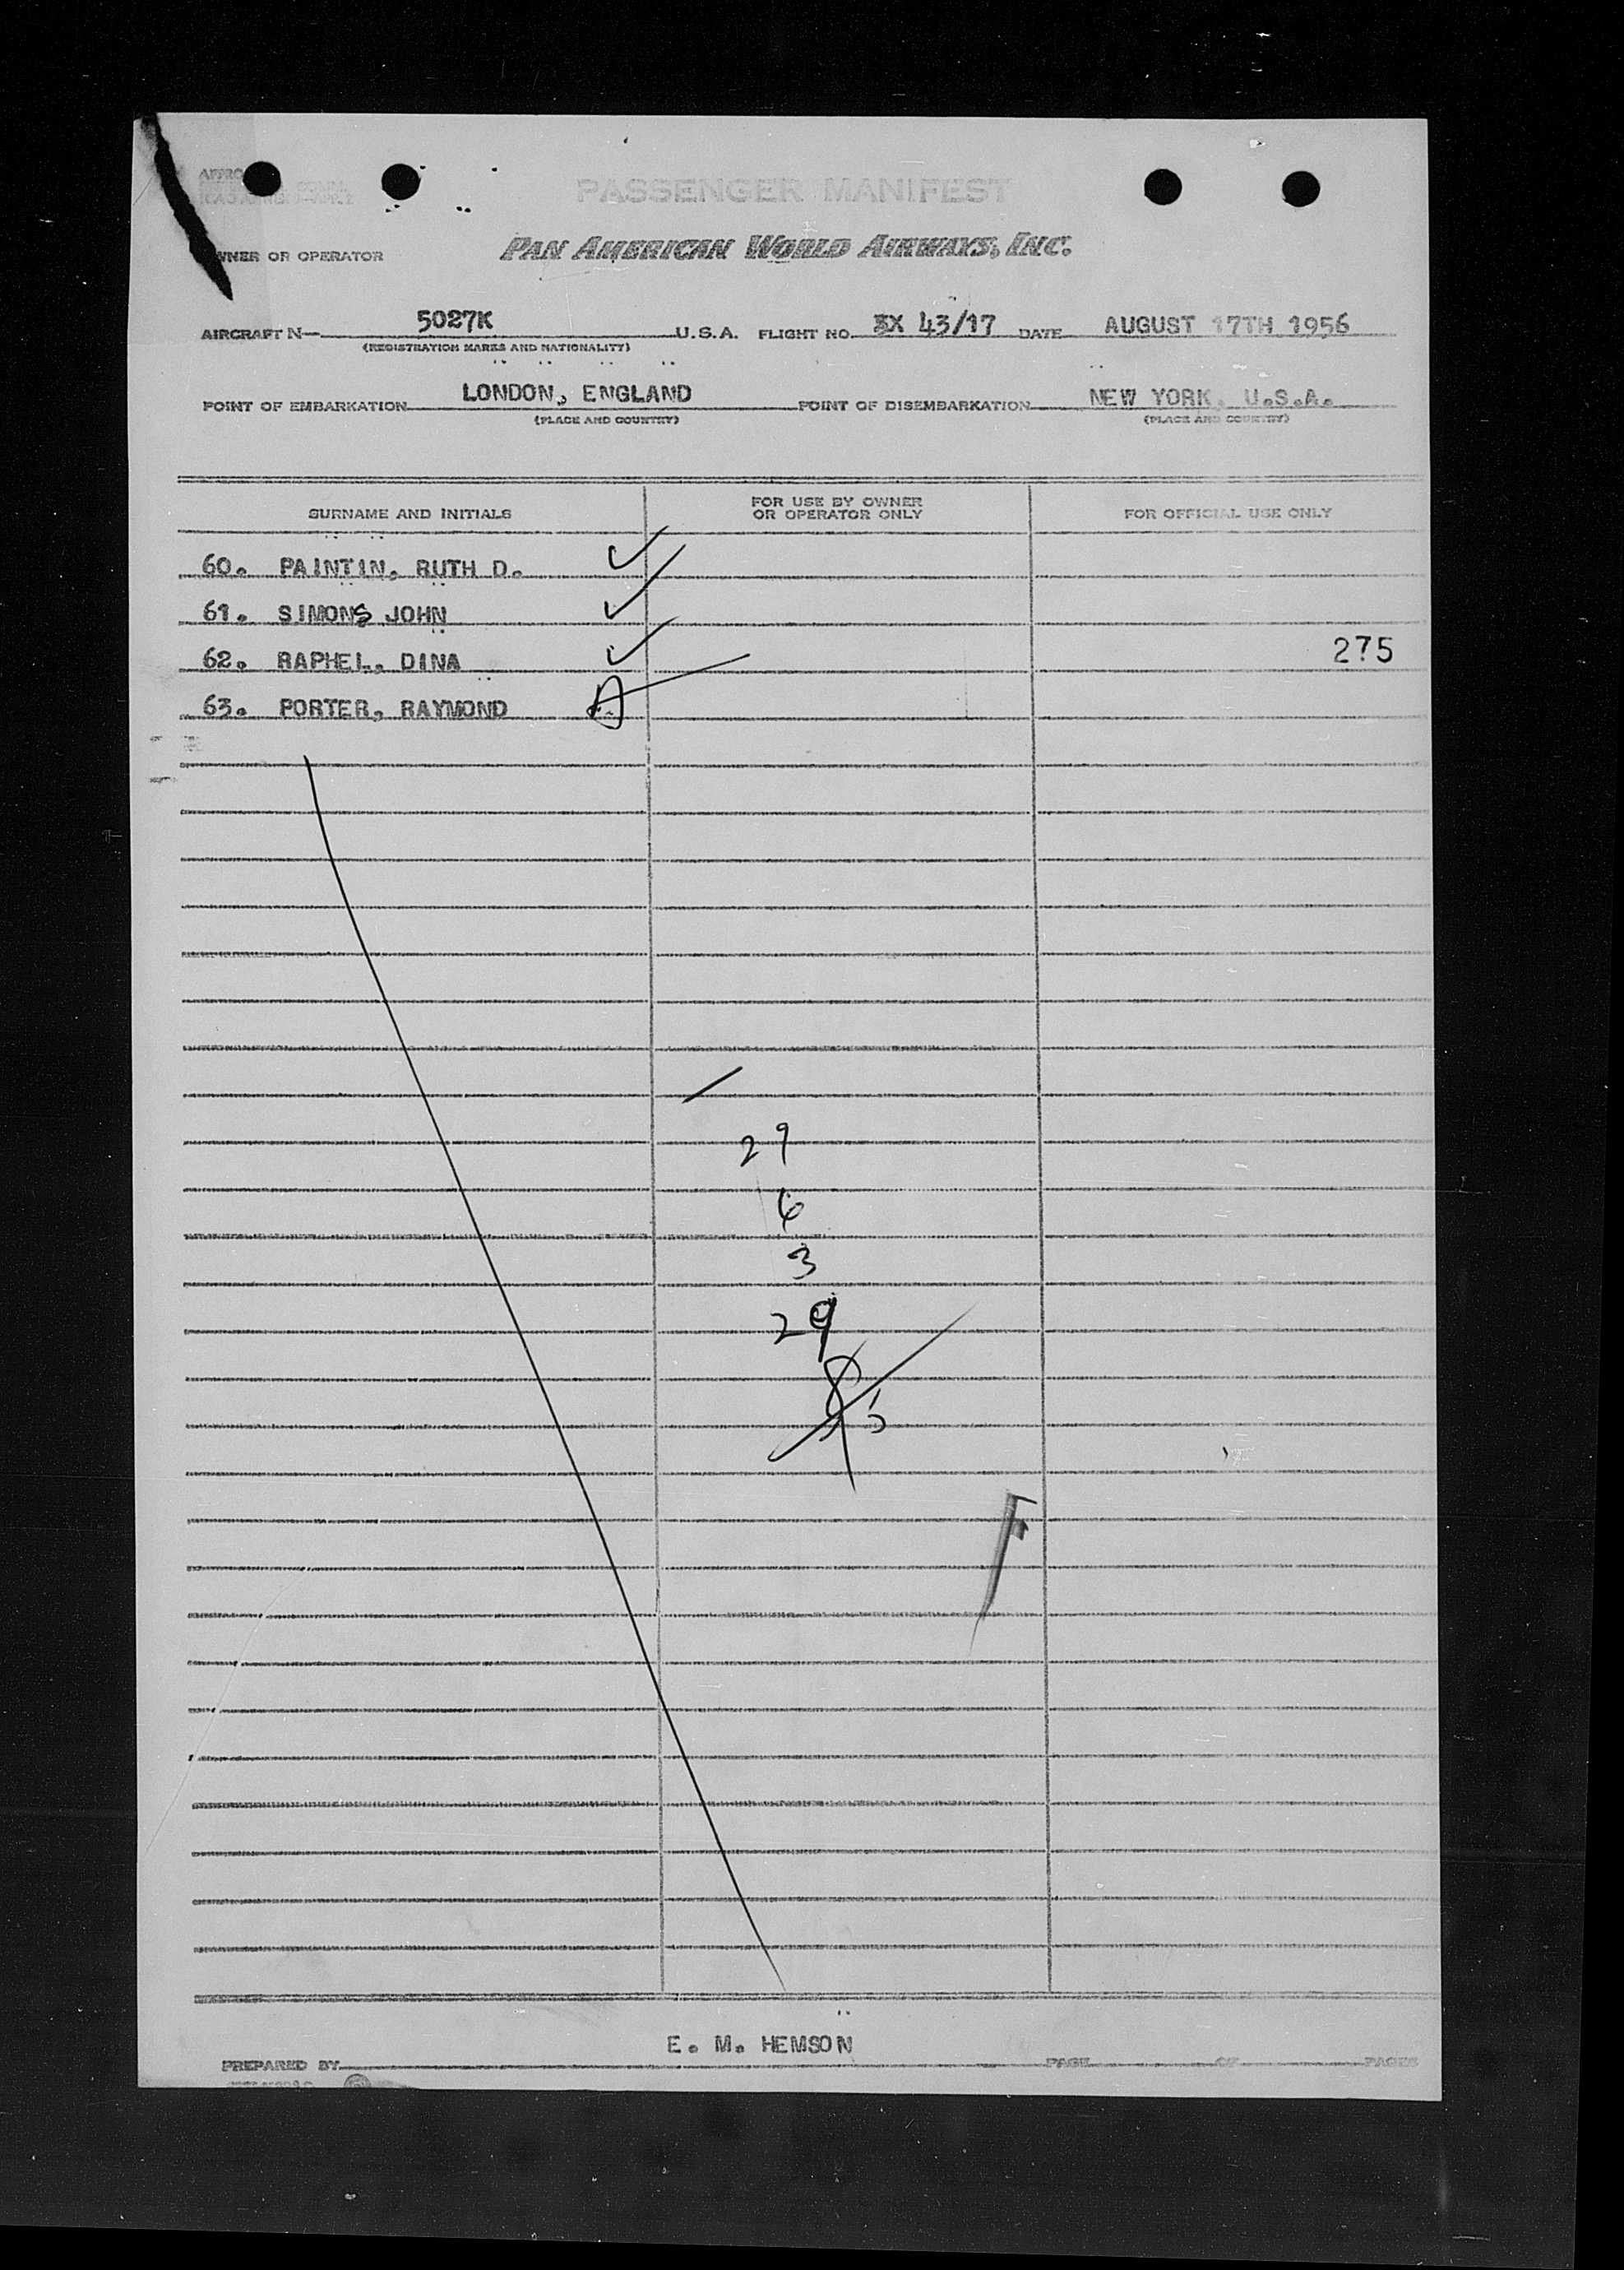 PASSENGER MANIFEST
OWNER OR OPERATOR PAN AMERICAN WORLD AIRWAYS, INC.
AIRCRAFT N— 5027K U.S.A. FLIGHT NO. 43/17 DATE AUGUST 17TH 1956
(REGISTRATION MARKS AND NATIONALITY)
POINT OF EMBARKATION LONDON, ENGLAND POINT OF DISEMBARKATION NEW YORK, U.S.A.
(PLACE AND COUNTRY) (PLACE AND COUNTRY)
SURNAME AND INITIALS FOR USE BY OWNER OR OPERATOR ONLY FOR OFFICIAL USE ONLY
60. PAINTIN, RUTH D.
61. SIMONS JOHN
62. RAPHEL, DINA 275
63. PORTER, RAYMOND
29
6
3
29
E. M. HEMSON
PREPARED BY PAGE OF PAGES